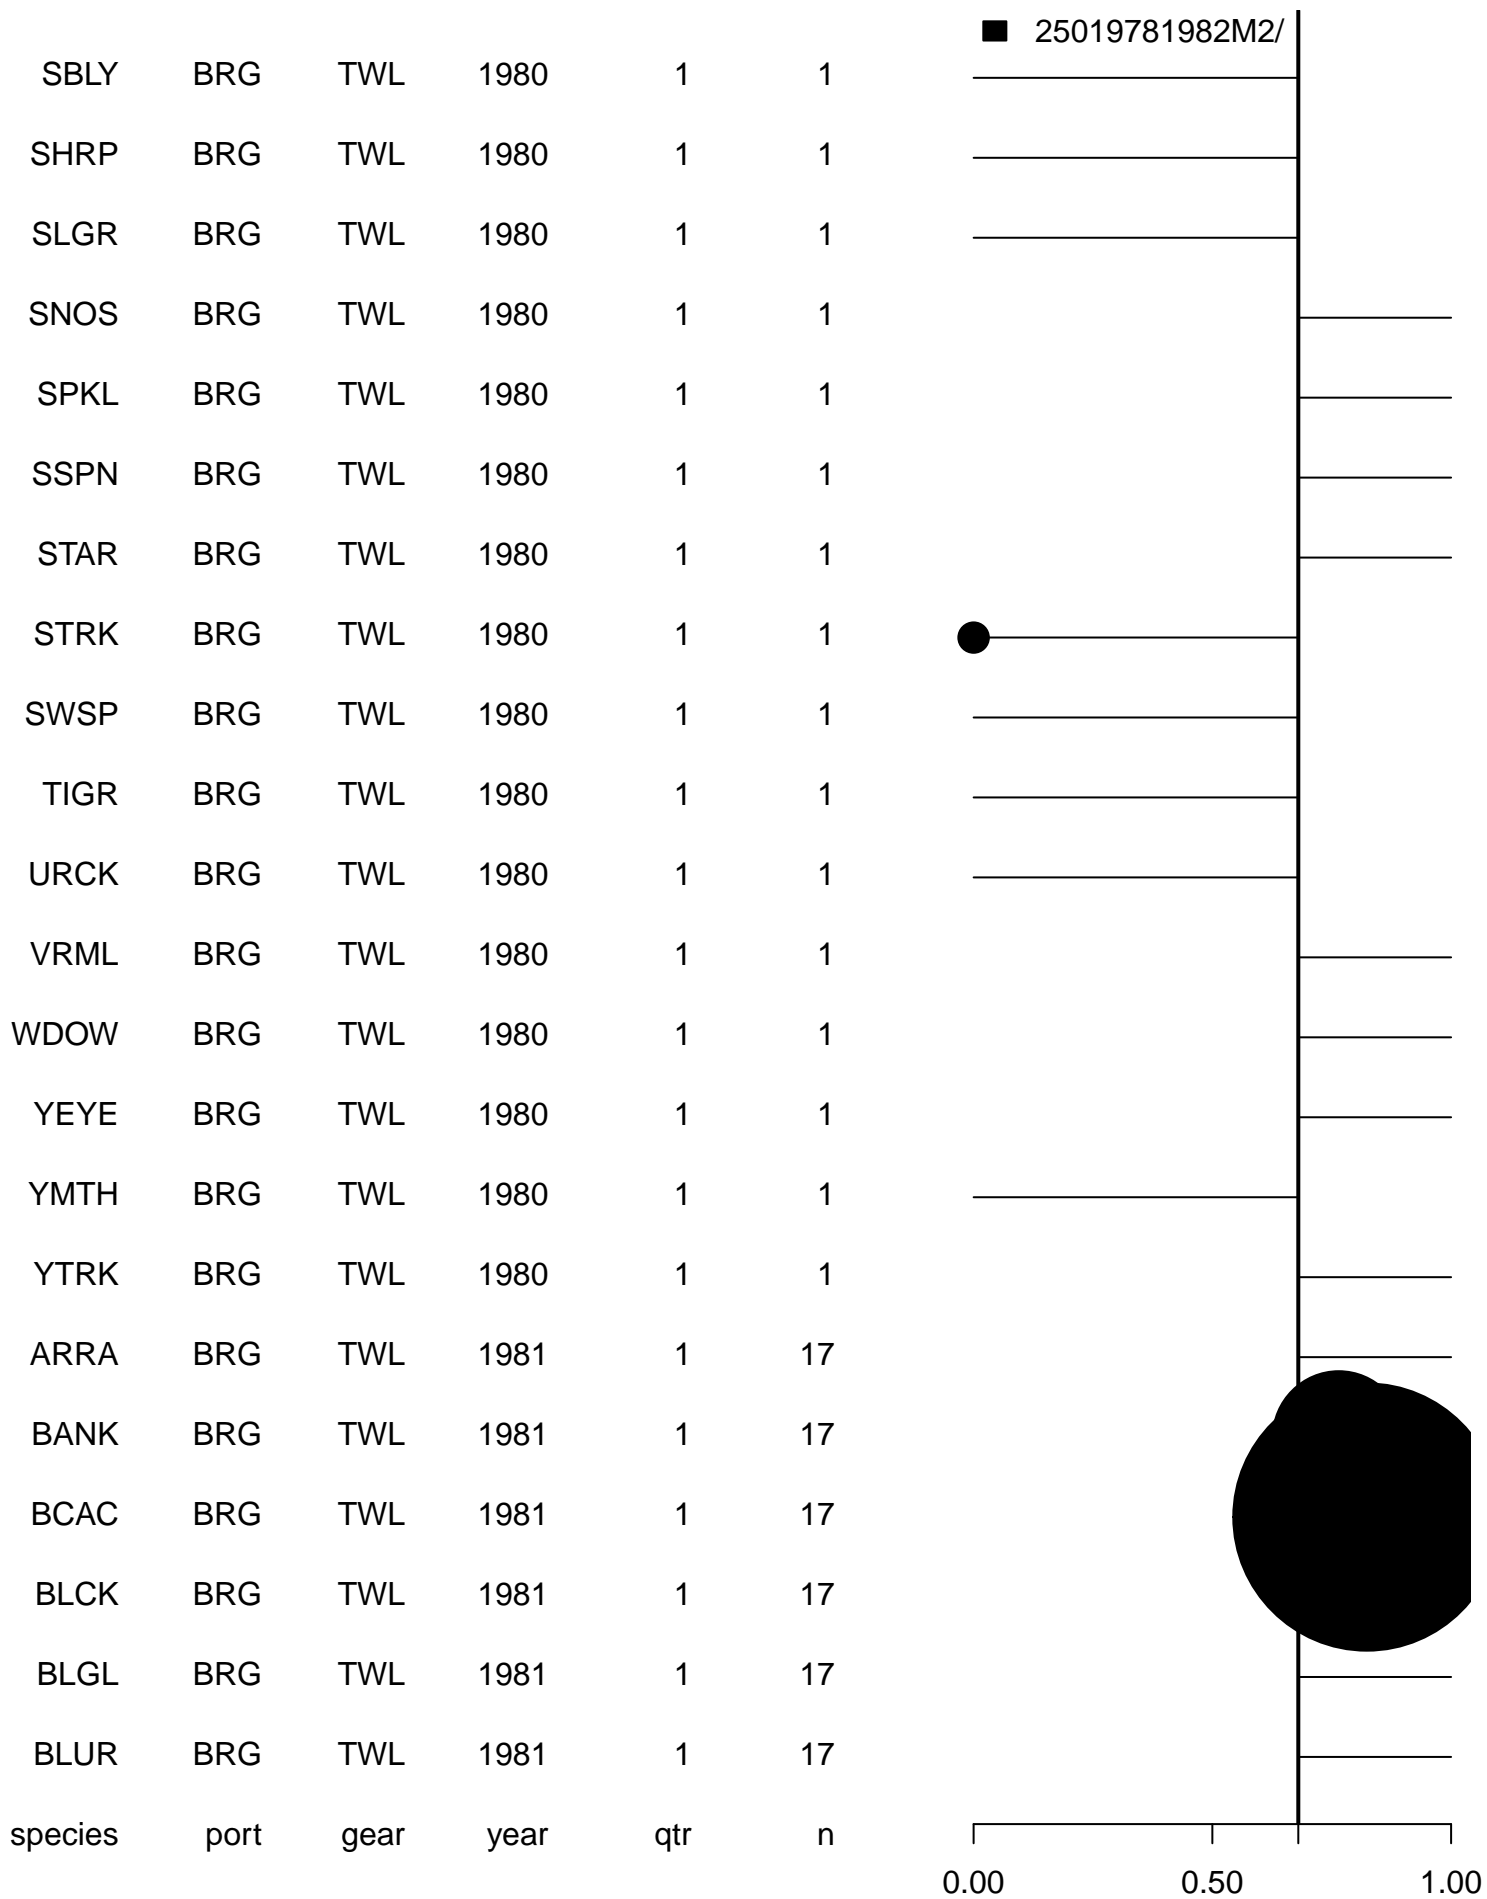 25019781982M2/
SBLY BRG TWL 1980 1 1
SHRP BRG TWL 1980 1 1
SLGR BRG TWL 1980 1 1
SNOS BRG TWL 1980 1 1
SPKL BRG TWL 1980 1 1
SSPN BRG TWL 1980 1 1
STAR BRG TWL 1980 1 1
STRK BRG TWL 1980 1 1
SWSP BRG TWL 1980 1 1
TIGR BRG TWL 1980 1 1
URCK BRG TWL 1980 1 1
VRML BRG TWL 1980 1 1
WDOW BRG TWL 1980 1 1
YEYE BRG TWL 1980 1 1
YMTH BRG TWL 1980 1 1
YTRK BRG TWL 1980 1 1
ARRA BRG TWL 1981 1 17
BANK BRG TWL 1981 1 17
BCAC BRG TWL 1981 1 17
BLCK BRG TWL 1981 1 17
BLGL BRG TWL 1981 1 17
BLUR BRG TWL 1981 1 17
species port gear year qtr n
0.00 0.50 1.00